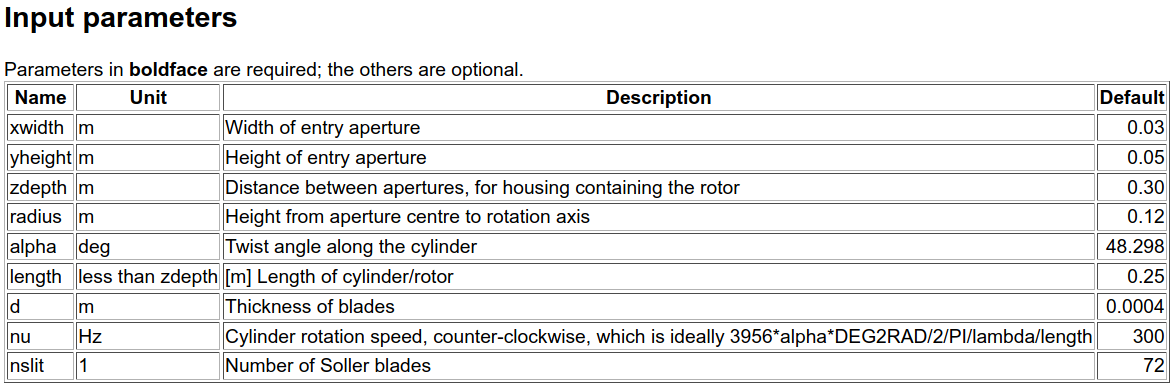 Input parameters
Parameters in boldface are required; the others are optional.
Name Unit Description Default
xwidth m Width of entry aperture 0.03
yheight m Height of entry aperture 0.05
zdepth m Distance between apertures, for housing containing the rotor 0.30
radius m Height from aperture centre to rotation axis 0.12
alpha deg Twist angle along the cylinder 48.298
length less than zdepth [m] Length of cylinder/rotor 0.25
d m Thickness of blades 0.0004
nu Hz Cylinder rotation speed, counter-clockwise, which is ideally 3956*alpha*DEG2RAD/2/PI/lambda/length 300
nslit 1 Number of Soller blades 72